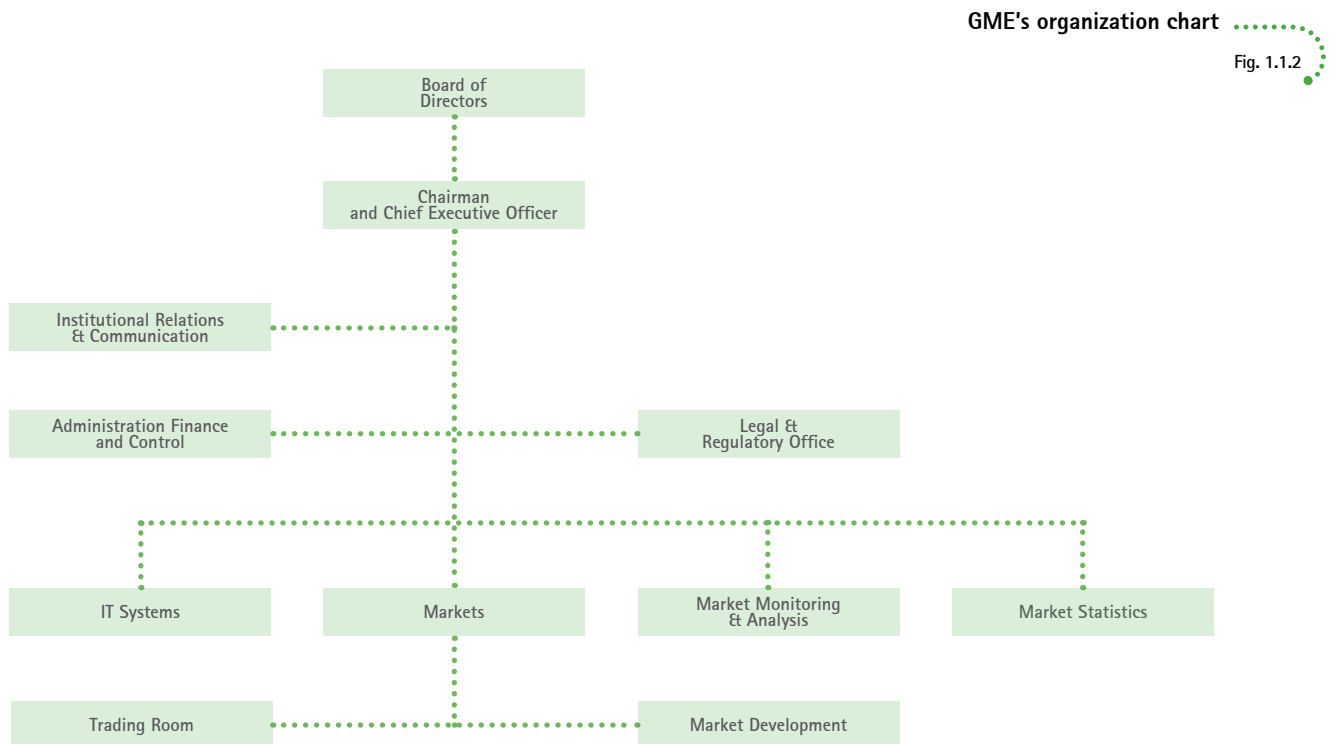 GME's organization chart
Fig. 1.1.2
Board of
Directors
Chairman
and Chief Executive Officer
Institutional Relations
& Communication
Administration Finance
and Control
Legal &
Regulatory Office
IT Systems
Markets
Market Monitoring
& Analysis
Market Statistics
Trading Room
Market Development